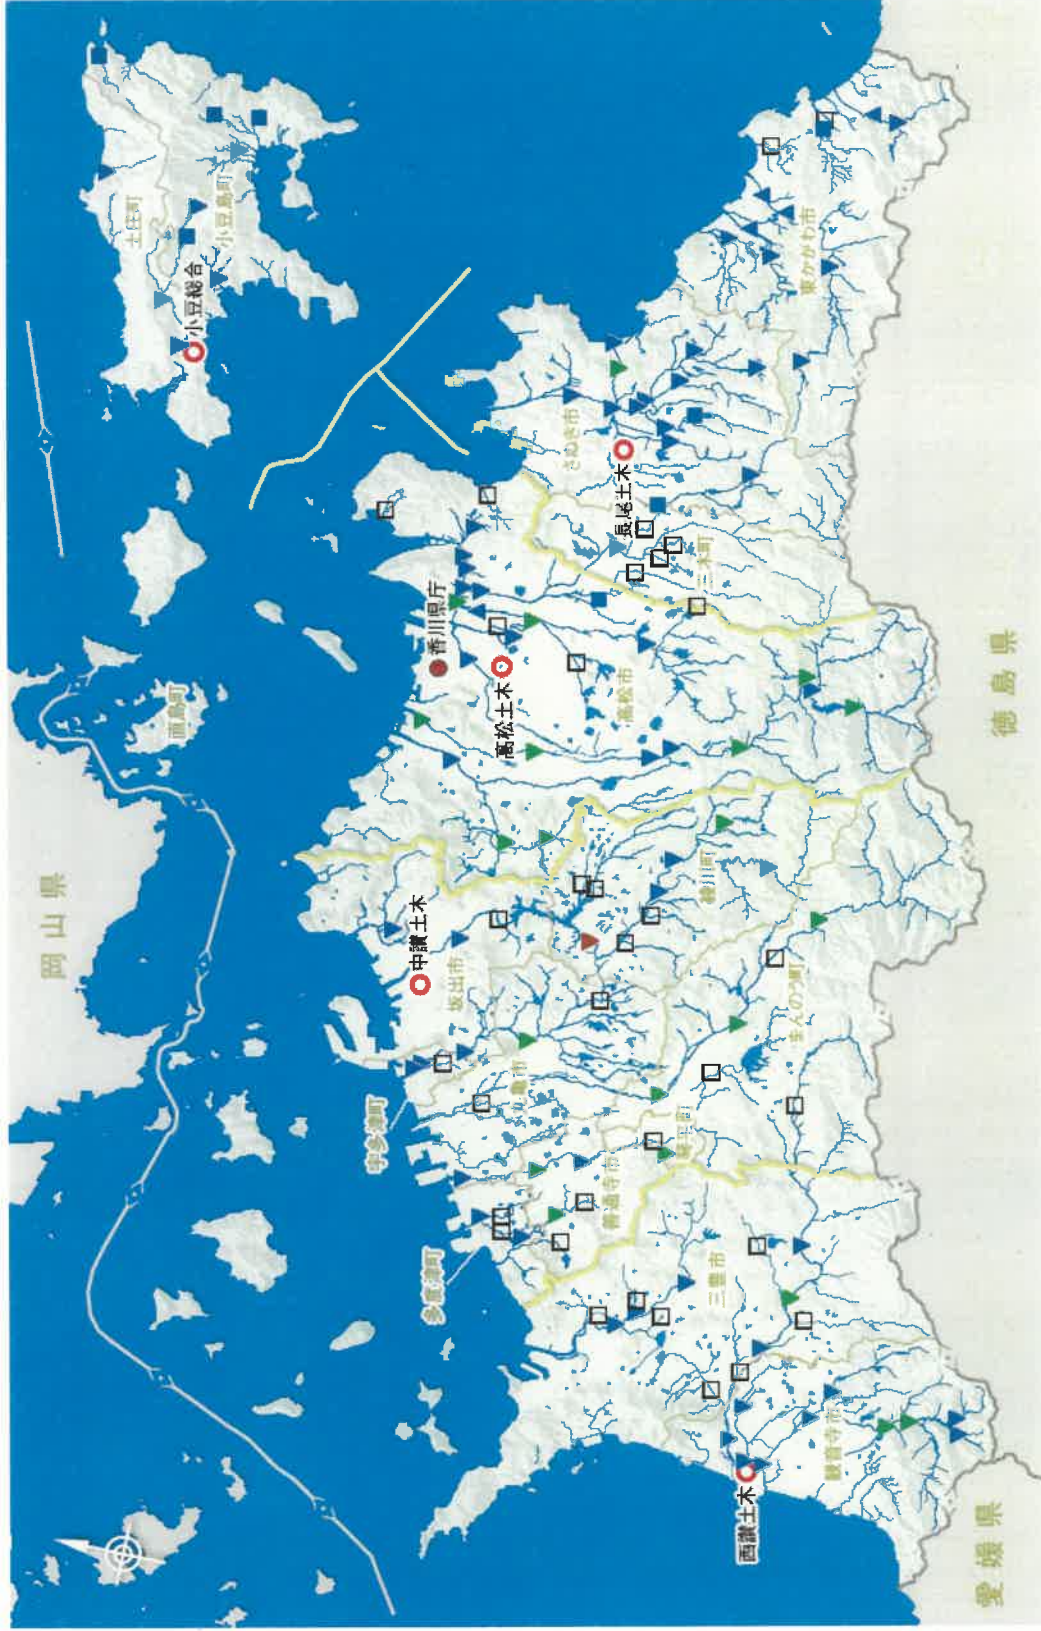 岡山県
土庄町
小豆島町
小豆総合
直島町
香川県庁
高松土木
高松市
さぬき市
長尾土木
三木町
東かがわ市
中讃土木
坂出市
宇多津町
丸亀市
綾川町
まんのう町
琴平町
善通寺市
多度津町
三豊市
観音寺市
西讃土木
徳島県
愛媛県